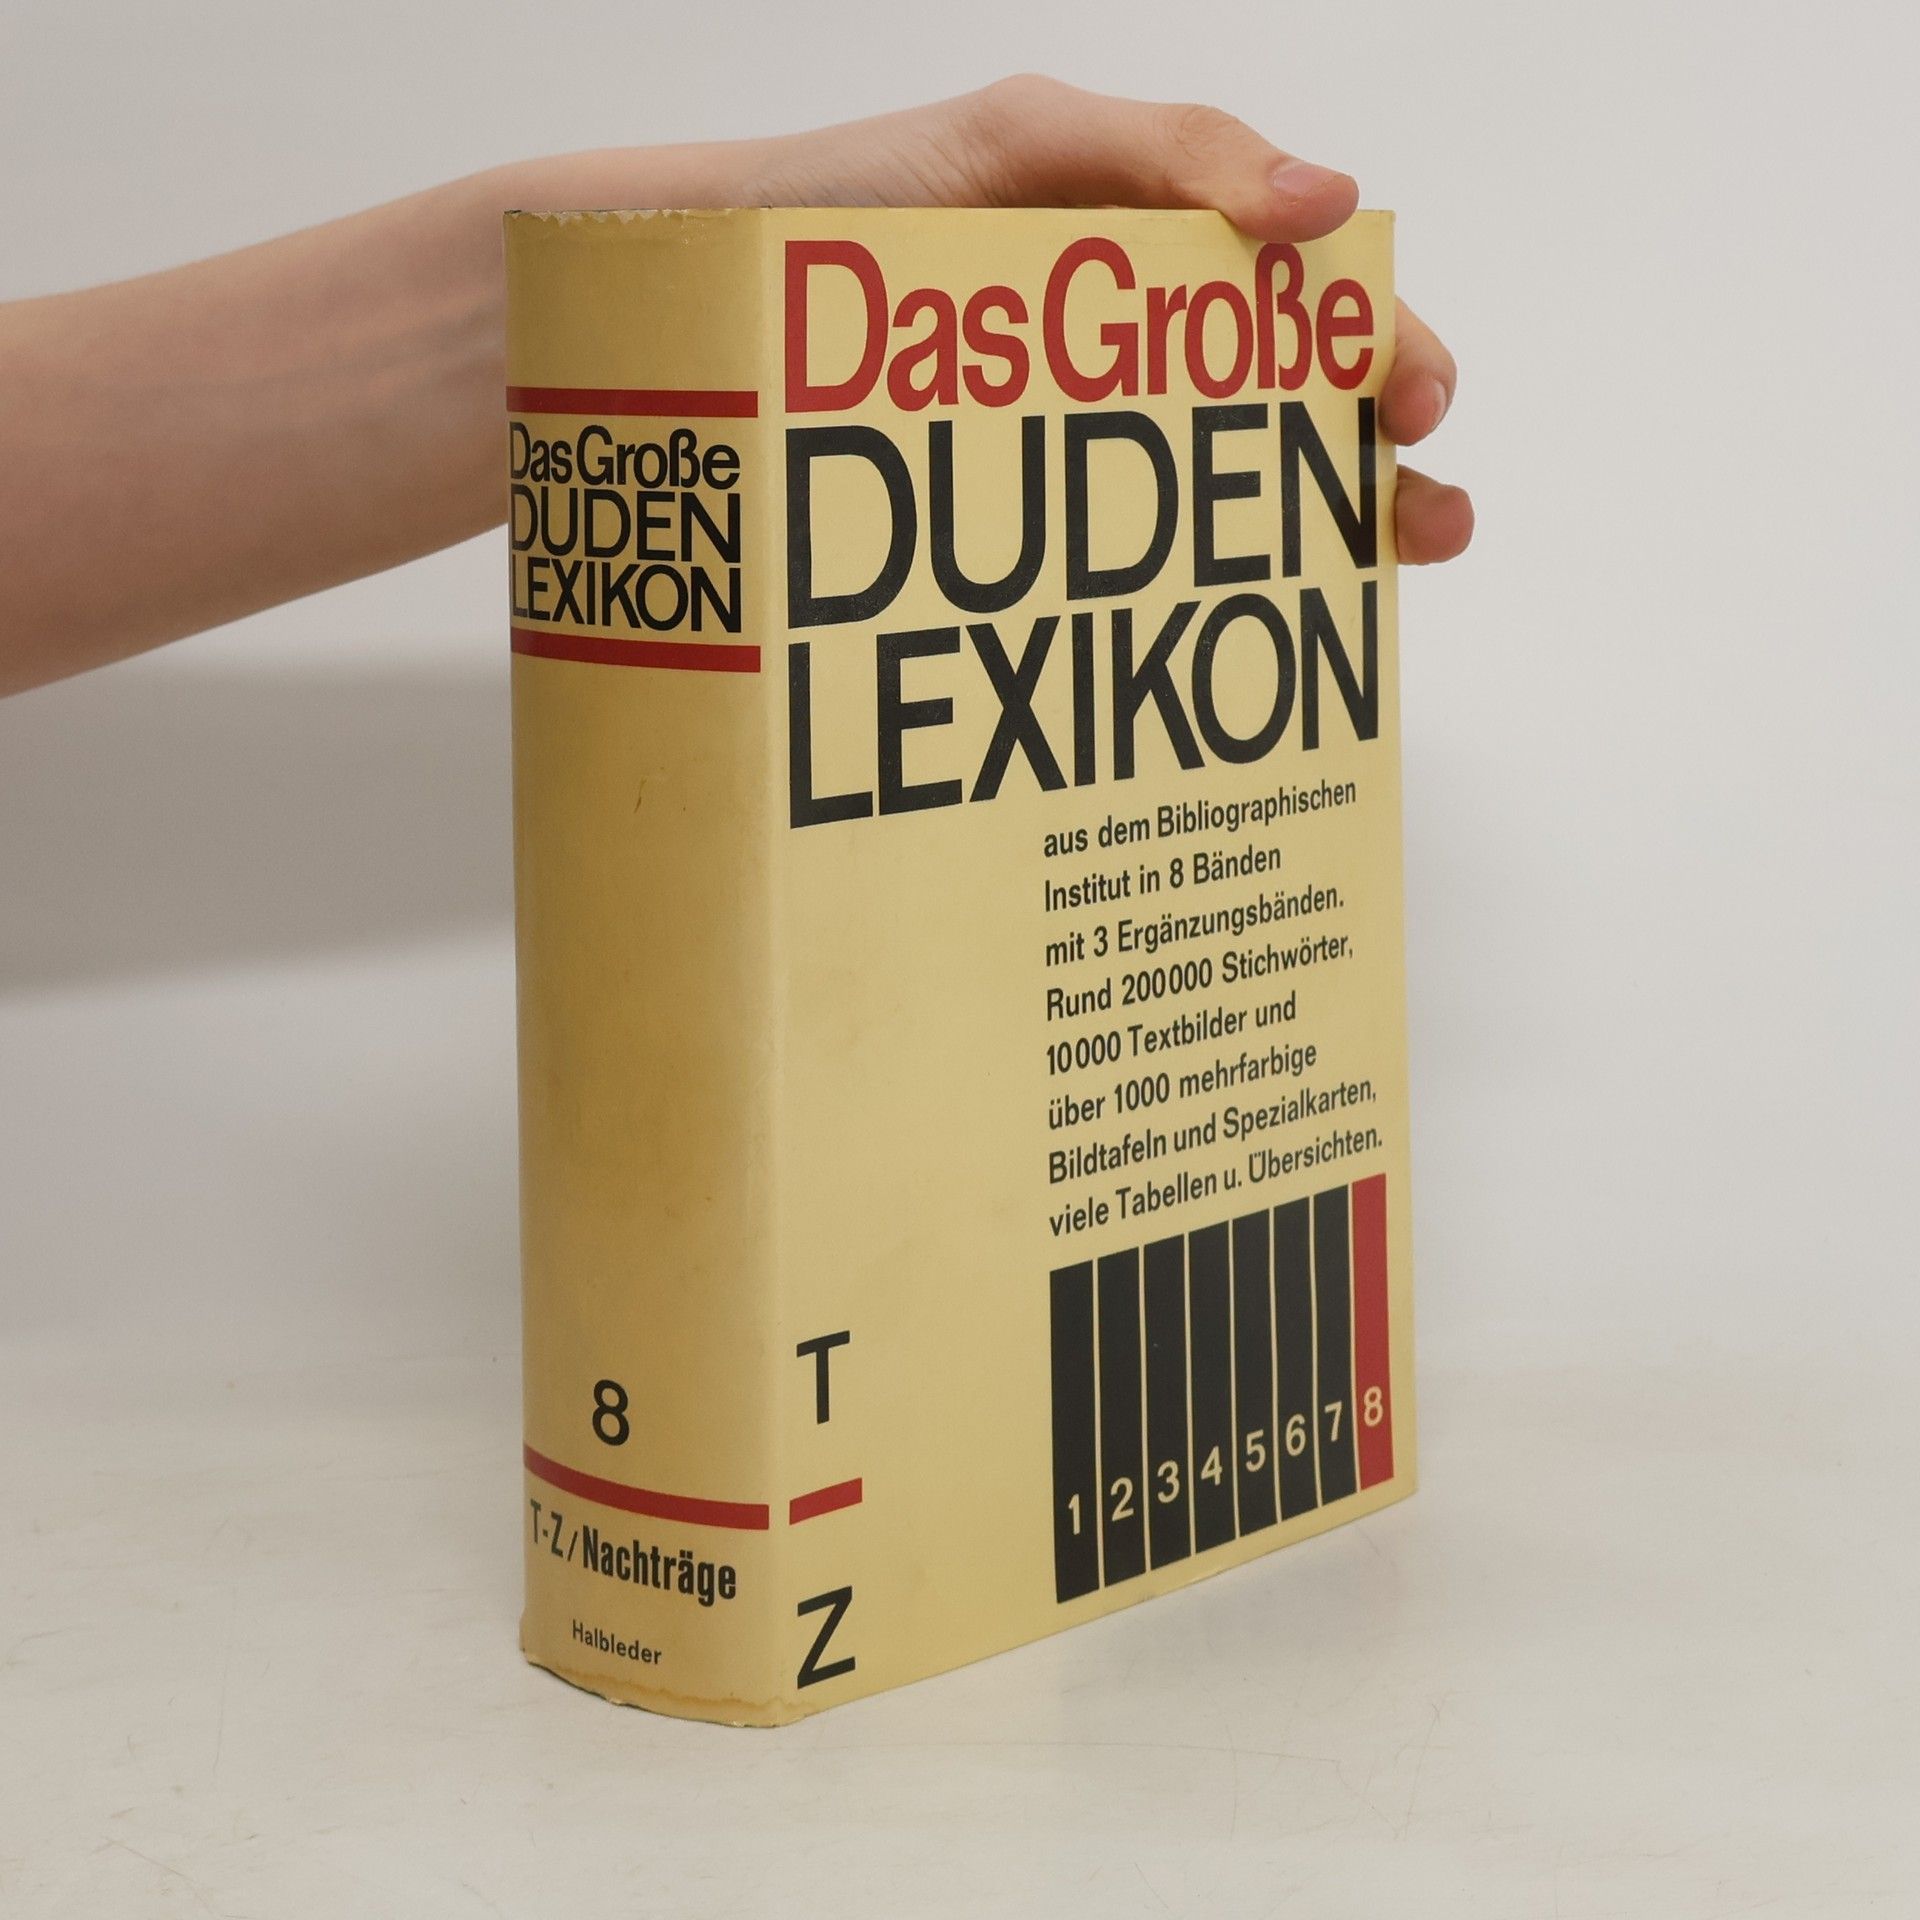 Das Große
DUDEN
LEXIKON
8
T-Z/Nachträge
Halbleder
Das Große
DUDEN
LEXIKON
aus dem Bibliographischen
Institut in 8 Bänden
mit 3 Ergänzungsbänden.
Rund 200000 Stichwörter,
10000 Textbilder und
über 1000 mehrfarbige
Bildtafeln und Spezialkarten,
viele Tabellen u. Übersichten.
T
–
Z
1 2 3 4 5 6 7 8